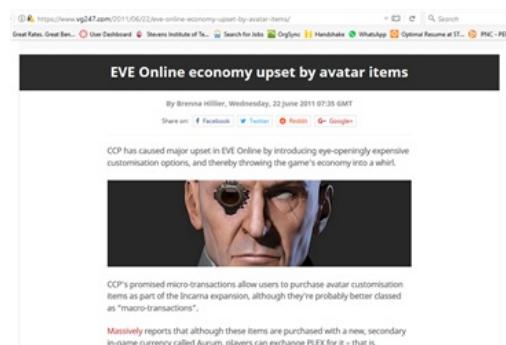 https://www.vg247.com/2011/06/22/eve-online-economy-upset-by-avatar-items/ Search
Great Rates. Great Ben... User Dashboard Stevens Institute of Te... Search for Jobs OrgSync Handshake WhatsApp Optimal Resume at ST... PNC - PE
EVE Online economy upset by avatar items
By Brenna Hillier, Wednesday, 22 June 2011 07:35 GMT
Share on: Facebook Twitter Reddit G+ Google+
CCP has caused major upset in EVE Online by introducing eye-openingly expensive
customisation options, and thereby throwing the game's economy into a whirl.
CCP's promised micro-transactions allow users to purchase avatar customisation
items as part of the Incarna expansion, although they're probably better classed
as "macro-transactions".
Massively reports that although these items are purchased with a new, secondary
in-game currency called Aurum, players can exchange PLEX for it – that is,